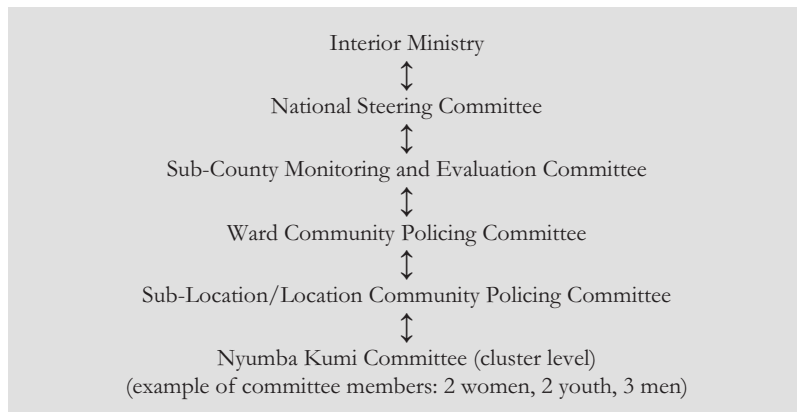 Interior Ministry
National Steering Committee
Sub-County Monitoring and Evaluation Committee
Ward Community Policing Committee
Sub-Location/Location Community Policing Committee
Nyumba Kumi Committee (cluster level)
(example of committee members: 2 women, 2 youth, 3 men)